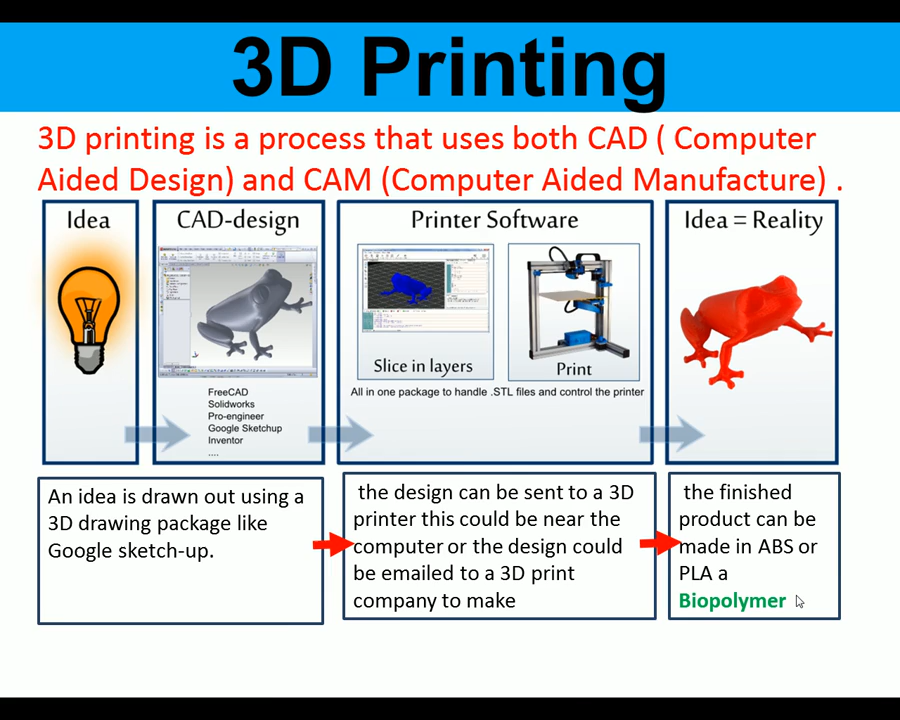 3D Printing
3D printing is a process that uses both CAD ( Computer
Aided Design) and CAM (Computer Aided Manufacture) .
Idea
CAD-design
FreeCAD
Solidworks
Pro-engineer
Google Sketchup
Inventor
....
Printer Software
Slice in layers
Print
All in one package to handle .STL files and control the printer
Idea = Reality
An idea is drawn out using a
3D drawing package like
Google sketch-up.
the design can be sent to a 3D
printer this could be near the
computer or the design could
be emailed to a 3D print
company to make
the finished
product can be
made in ABS or
PLA a
Biopolymer